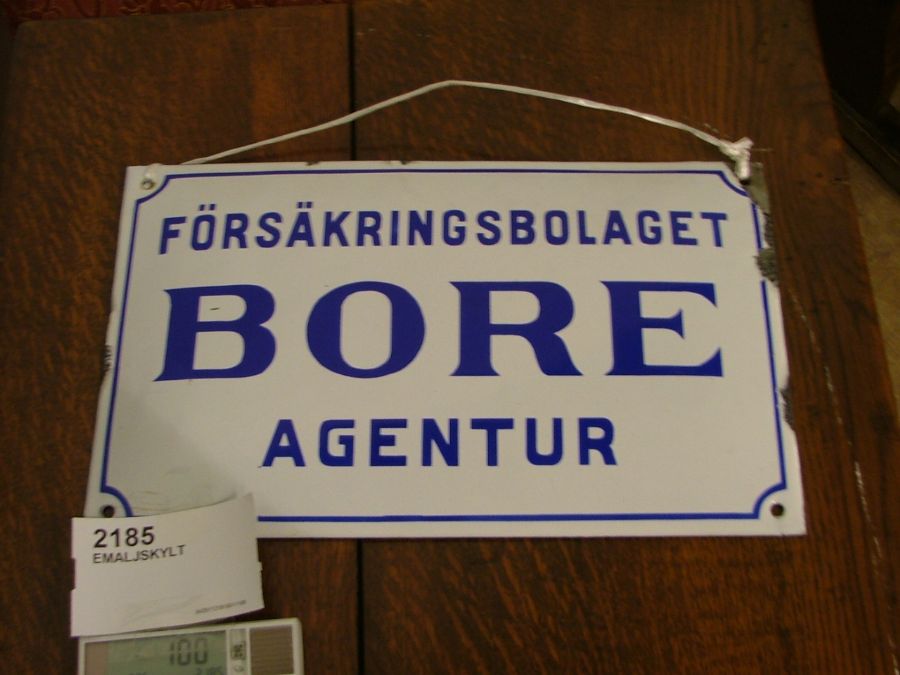 FÖRSÄKRINGSBOLAGET
BORE
AGENTUR
2185
EMALJSKYLT
100